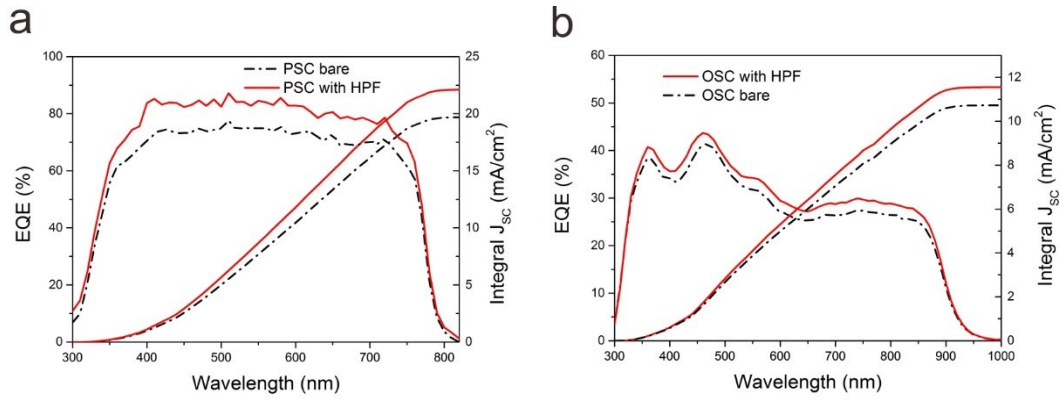 a
100
80
60
40
20
0
EQE (%)
25
20
15
10
5
0
Integral J_SC (mA/cm²)
PSC bare
PSC with HPF
300 400 500 600 700 800
Wavelength (nm)
b
60
50
40
30
20
10
0
EQE (%)
12
10
8
6
4
2
0
Integral J_SC (mA/cm²)
OSC with HPF
OSC bare
300 400 500 600 700 800 900 1000
Wavelength (nm)